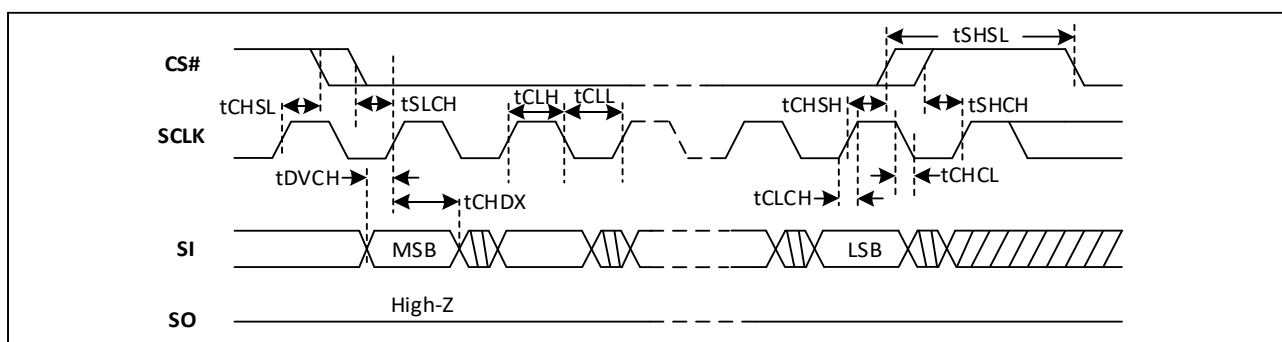 tSHSL
CS#
tCHSL
tSLCH
tCLH
tCLL
tCHSH
tSHCH
SCLK
tDVCH
tCHCL
tCHDX
tCLCH
SI
MSB
LSB
High-Z
SO